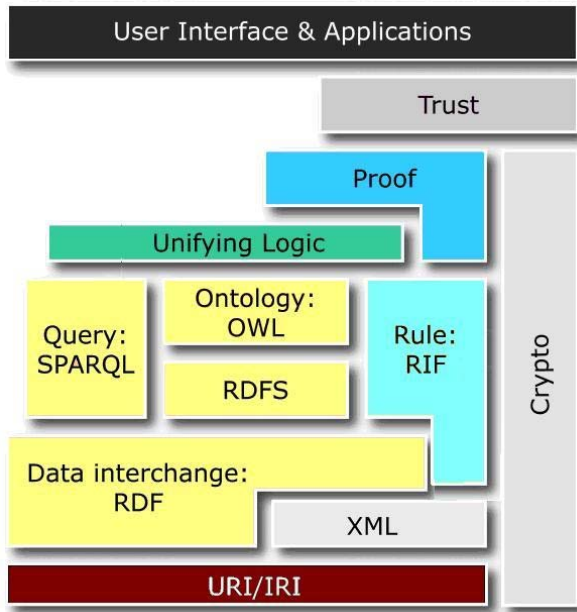 User Interface & Applications
Trust
Proof
Unifying Logic
Ontology:
OWL
Query:
SPARQL
Rule:
RIF
RDFS
Crypto
Data interchange:
RDF
XML
URI/IRI